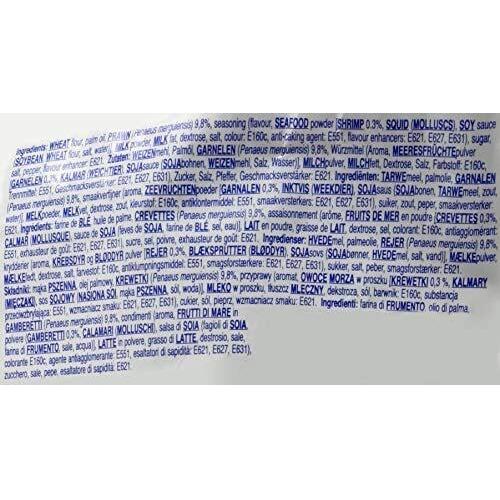 Ingredients: WHEAT flour, palm oil, PRAWN (Penaeus merguiensis) 9,8%, seasoning (flavour, SEAFOOD powder [SHRIMP 0,3%, SQUID (MOLLUSCS), SOY sauce
(SOYBEAN, WHEAT flour, salt, water)], MILK powder, MILK fat, dextrose, salt, colour: E160c, anti-caking agent: E551, flavour enhancers: E621, E627, E631), sugar,
salt, pepper, flavour enhancer: E621. Zutaten: WEIZENmehl, Palmöl, GARNELEN (Penaeus merguiensis) 9,8%, Würzmittel (Aroma, MEERESFRÜCHTEpulver
[GARNELEN 0,3%, KALMAR (WEICHTIER) SOJASauce (SOJAbohnen, WEIZENmehl, Salz, Wasser)], MILCHpulver, MILCHfett, Dextrose, Salz, Farbstoff: E160c,
Trennmittel: E551, Geschmacksverstärker: E621, E627, E631), Zucker, Salz, Pfeffer, Geschmacksverstärker: E621. Ingrediënten: TARWEmeel, palmolie, GARNALEN
(Penaeus merguiensis) 9,8%, smaakverfijner (aroma, ZEEVRUCHTENpoeder (GARNALEN 0,3%, INKTVIS (WEEKDIER), SOJASaus (SOJAbonen, TARWEmeel, zout,
water)], MELKpoeder, MELKvet, dextrose, zout, kleurstof: E160c, antiklontermiddel: E551, smaakversterkers: E621, E627, E631), suiker, zout, peper, smaakversterker:
E621. Ingrédients: farine de BLÉ, huile de palme, CREVETTES (Penaeus merguiensis) 9,8%, assaisonnement (arôme, FRUITS DE MER en poudre (CREVETTES 0,3%,
CALMAR (MOLLUSQUE), sauce de SOJA (fèves de SOJA, farine de BLÉ, sel, eau)], LAIT en poudre, graisse de LAIT, dextrose, sel, colorant: E160c, antiagglomérant:
E551, exhausteurs de goût: E621, E627, E631), sucre, sel, poivre, exhausteur de goût: E621. Ingredienser: HVEDEmel, palmeolie, REJER (Penaeus merguiensis) 9,8%,
krydderier (aroma, KREBSDYR og BLØDDYR pulver [REJER 0,3%, BLÆKSPRUTTER (BLØDDYR), SOJASovs (SOJAbønner, HVEDEmel, salt, vand)], MÆLKEpulver,
MÆLKEfedt, dextrose, salt, farvestof: E160c, antiklumpningsmiddel: E551, smagsforstærkere: E621, E627, E631), sukker, salt, peber, smagsforstærker: E621.
Składniki: mąka PSZENNA, olej palmowy, KREWETKI (Penaeus merguiensis) 9,8%, przyprawy (aromat, OWOCE MORZA w proszku [KREWETKI 0,3 %, KALMARY
(MIĘCZAKI), sos SOJOWY (NASIONA SOI, mąka PSZENNA, sól, woda)], MLEKO w proszku, tłuszcz MLECZNY, dekstroza, sól, barwnik: E160c, substancja
przeciwzbrylająca: E551, wzmacniacze smaku: E621, E627, E631), cukier, sól, pieprz, wzmacniacz smaku: E621. Ingredienti: farina di FRUMENTO, olio di palma,
GAMBERETTI (Penaeus merguiensis) 9,8%, condimenti (aroma, FRUTTI DI MARE in
polvere (GAMBERETTI 0,3%, CALAMARI (MOLLUSCHI), salsa di SOIA (fagioli di SOIA,
farina di FRUMENTO, sale, acqua)], LATTE in polvere, grasso di LATTE, destrosio, sale,
colorante E160c, agente antiagglomerante: E551, esaltatori di sapidità: E621, E627, E631),
zucchero, sale, pepe, esaltatore di sapidità: E621.